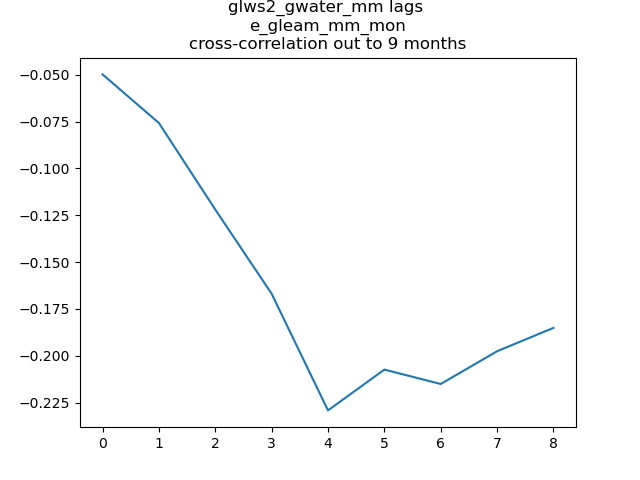 glws2_gwater_mm lags
e_gleam_mm_mon
cross-correlation out to 9 months
−0.050
−0.075
−0.100
−0.125
−0.150
−0.175
−0.200
−0.225
0 1 2 3 4 5 6 7 8